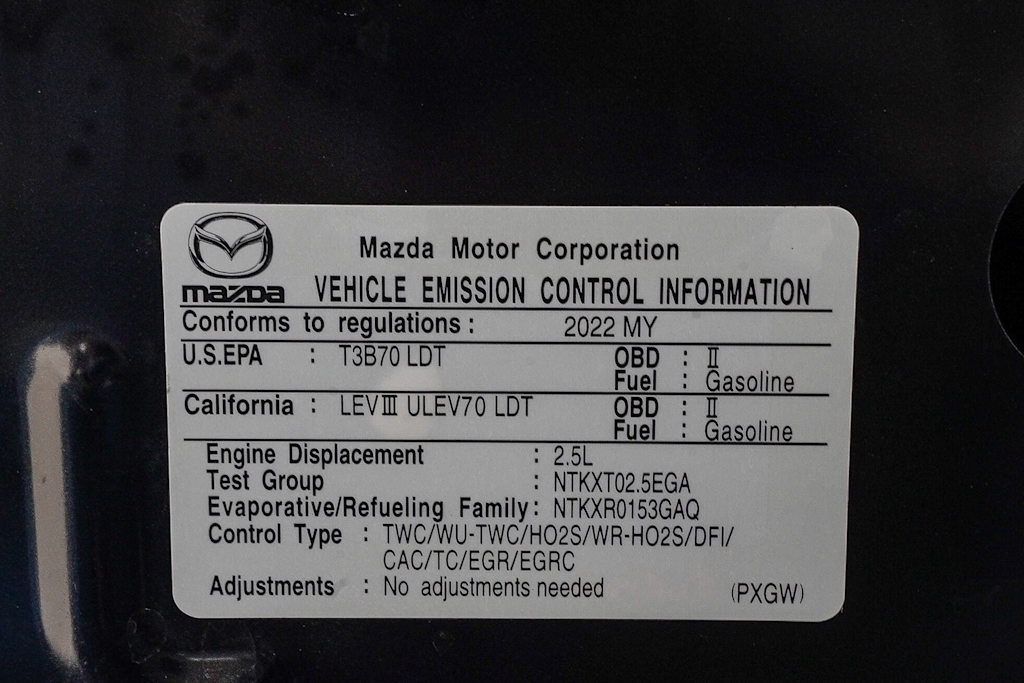 Mazda Motor Corporation
mazda VEHICLE EMISSION CONTROL INFORMATION
Conforms to regulations : 2022 MY
U.S.EPA : T3B70 LDT OBD : Ⅱ
Fuel : Gasoline
California : LEVⅢ ULEV70 LDT OBD : Ⅱ
Fuel : Gasoline
Engine Displacement : 2.5L
Test Group : NTKXT02.5EGA
Evaporative/Refueling Family : NTKXR0153GAQ
Control Type : TWC/WU-TWC/HO2S/WR-HO2S/DFI/
CAC/TC/EGR/EGRC
Adjustments : No adjustments needed (PXGW)